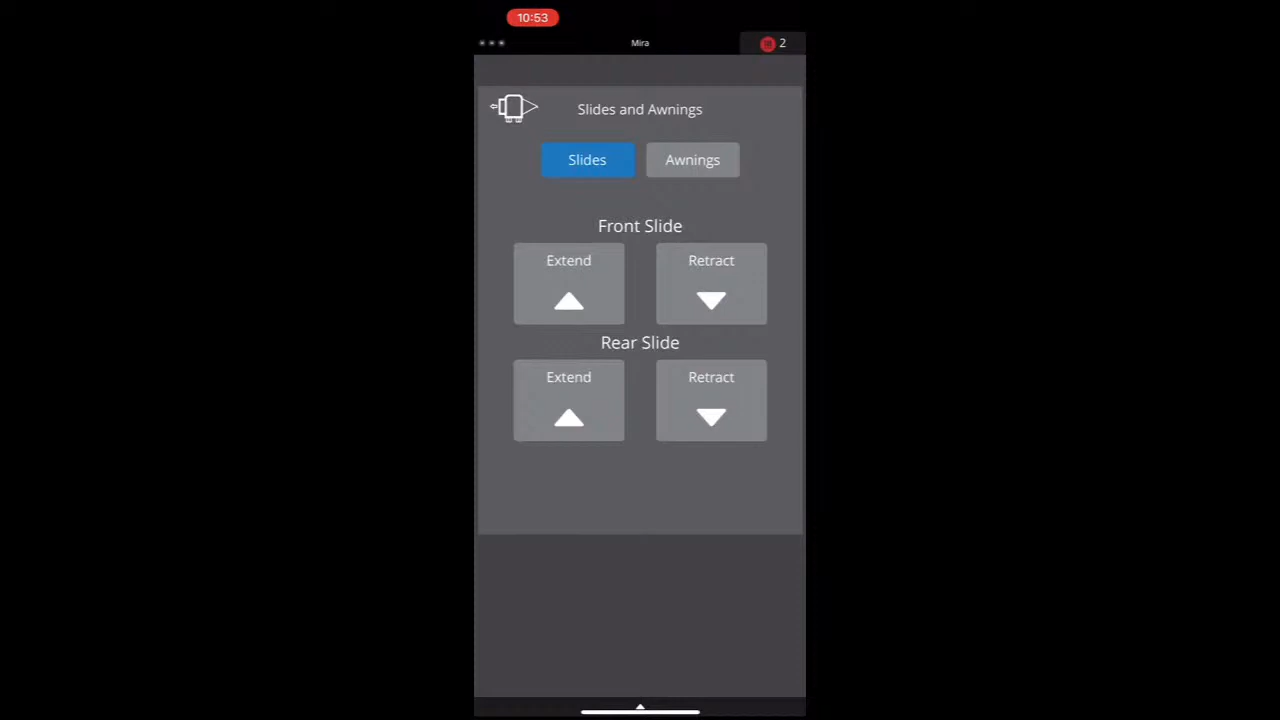 10:53
Mira
2
Slides and Awnings
Slides Awnings
Front Slide
Extend Retract
Rear Slide
Extend Retract